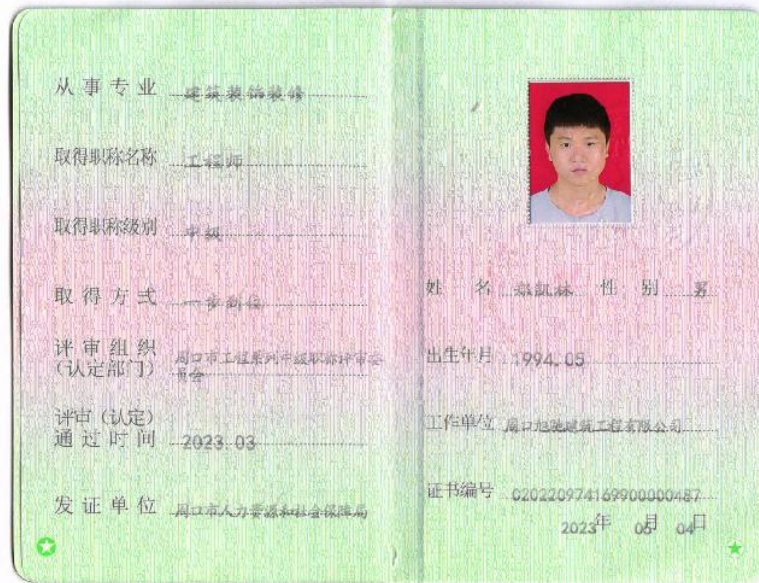 从事专业 建筑装饰装修
取得职称名称 工程师
取得职称级别 中级
取得方式 一步到位
评审组织
(认定部门) 周口市工程系列中级职称评审委
员会
评审(认定)
通过时间 2023.03
发证单位 周口市人力资源和社会保障局
姓名 郑凯林 性别 男
出生年月 1994.05
工作单位 周口旭驰建筑工程有限公司
证书编号 02022097416990000487
2023年 05月 04日